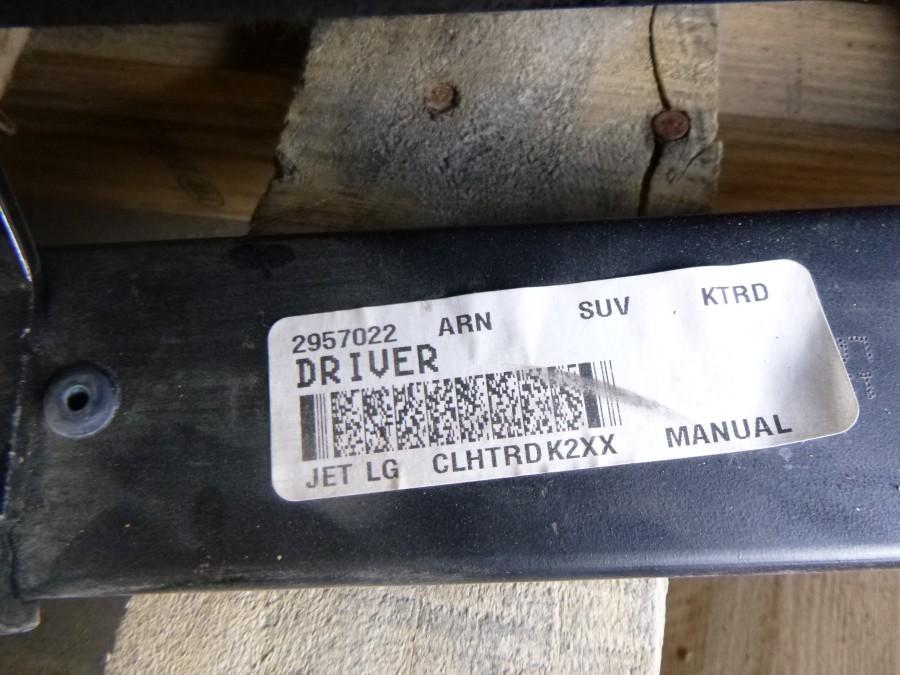 2957022 ARN SUV KTRD
DRIVER
JET LG CLHTRD K2XX MANUAL